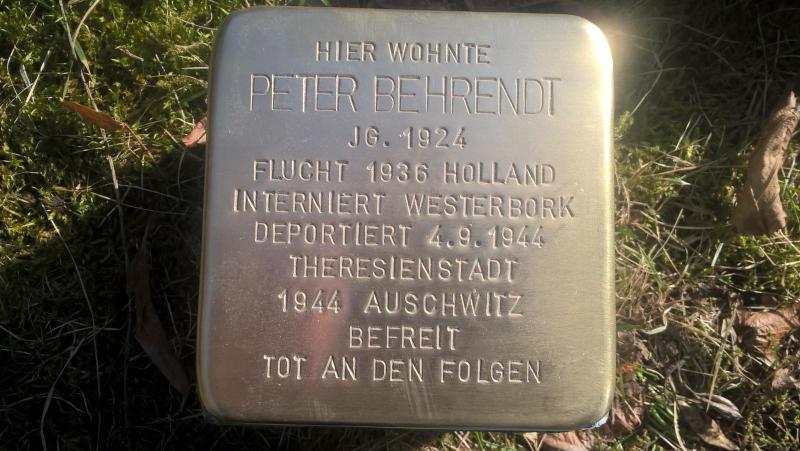 HIER WOHNTE
PETER BEHRENDT
JG. 1924
FLUCHT 1936 HOLLAND
INTERNIERT WESTERBORK
DEPORTIERT 4.9.1944
THERESIENSTADT
1944 AUSCHWITZ
BEFREIT
TOT AN DEN FOLGEN